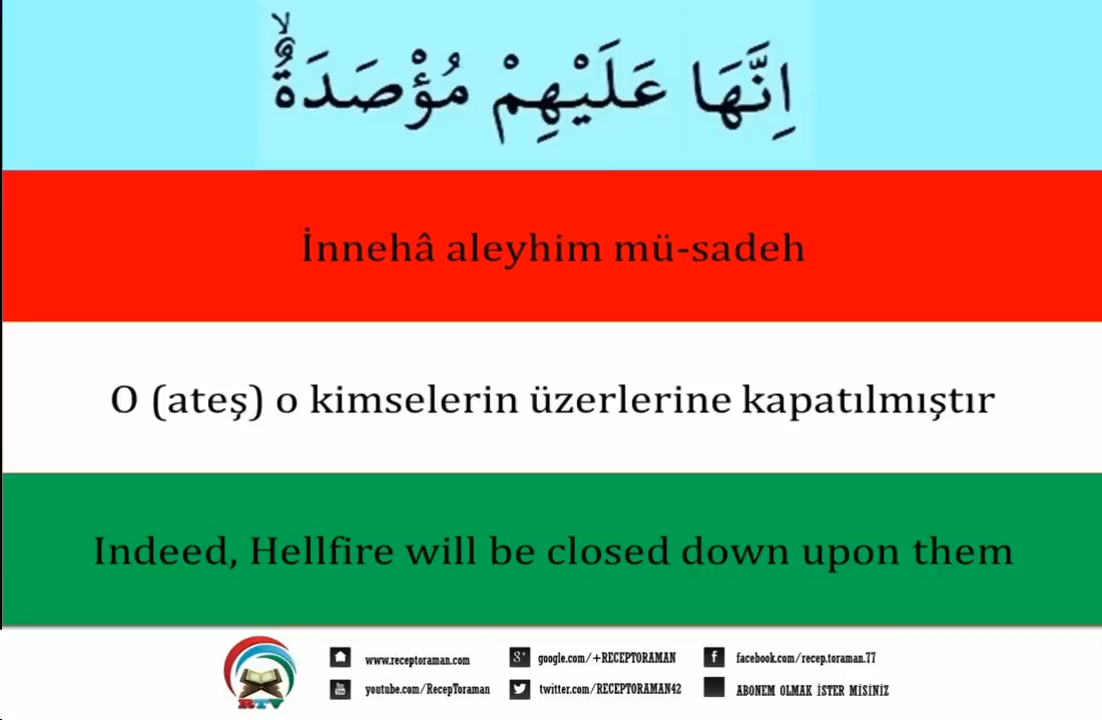 اِنَّهَا عَلَيْهِمْ مُؤْصَدَةٌۙ
İnnehâ aleyhim mü-sadeh
O (ateş) o kimselerin üzerlerine kapatılmıştır
Indeed, Hellfire will be closed down upon them
www.receptoraman.com
google.com/+RECEPTORAMAN
facebook.com/recep.toraman.77
youtube.com/RecepToraman
twitter.com/RECEPTORAMAN42
ABONEM OLMAK İSTER MİSİNİZ
RTV